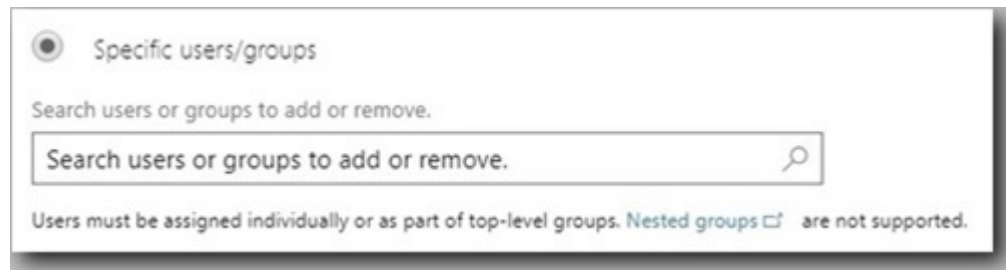 Specific users/groups
Search users or groups to add or remove.
Search users or groups to add or remove.
Users must be assigned individually or as part of top-level groups. Nested groups are not supported.